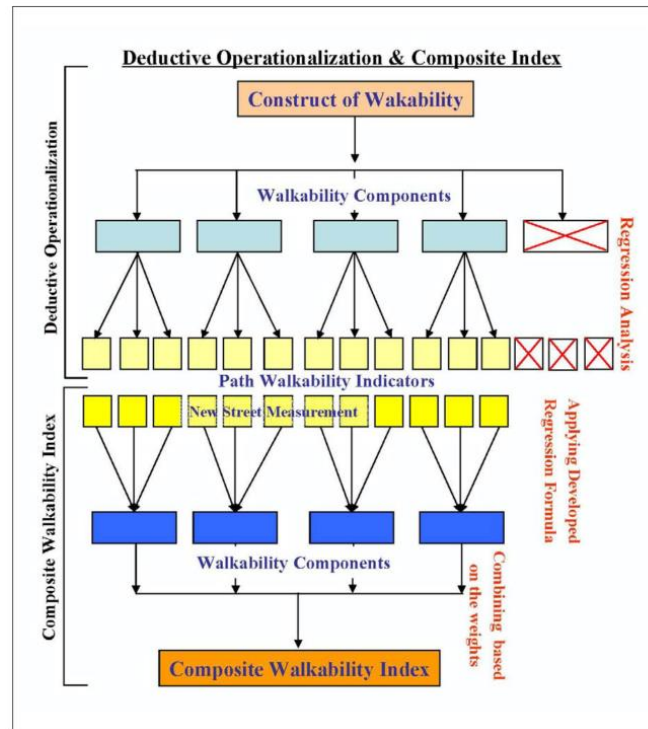 Deductive Operationalization & Composite Index
Construct of Wakability
Walkability Components
Deductive Operationalization
Regression Analysis
Path Walkability Indicators
New Street Measurement
Applying Developed
Regression Formula
Composite Walkability Index
Walkability Components
Combining based
on the weights
Composite Walkability Index